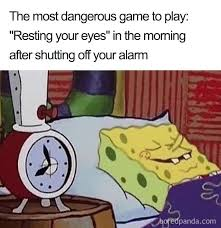 The most dangerous game to play:
"Resting your eyes" in the morning
after shutting off your alarm
boredpanda.com